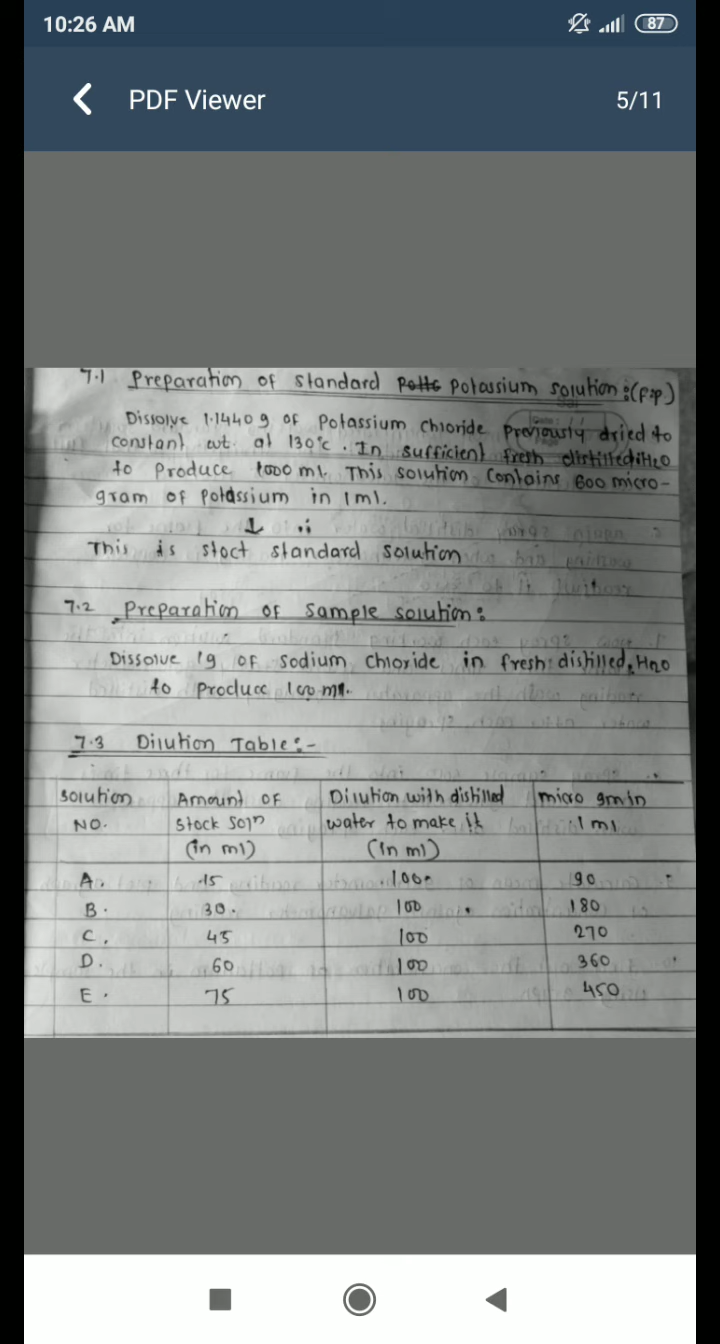 10:26 AM
87
PDF Viewer
5/11
7.1 Preparation of standard Potassium solution :(f.p.)
Dissolve 1.1440 g of Potassium chloride previously dried to
constant wt. at 130°c. In sufficient fresh distilled H2O
to Produce 1000 ml. This solution Contains 600 micro-
gram of potassium in 1ml.
↓
This is stoct standard solution
7.2 Preparation of sample solution :
Dissolve 1g of sodium chloride in fresh distilled H2O
to Produce 100 ml.
7.3 Dilution Table :-
solution Amount of Dilution with distilled micro gm in
NO. stock soln water to make it 1 ml
(in ml) (in ml)
A. 15 100 90
B. 30. 100 180
C. 45 100 270
D. 60 100 360
E. 75 100 450